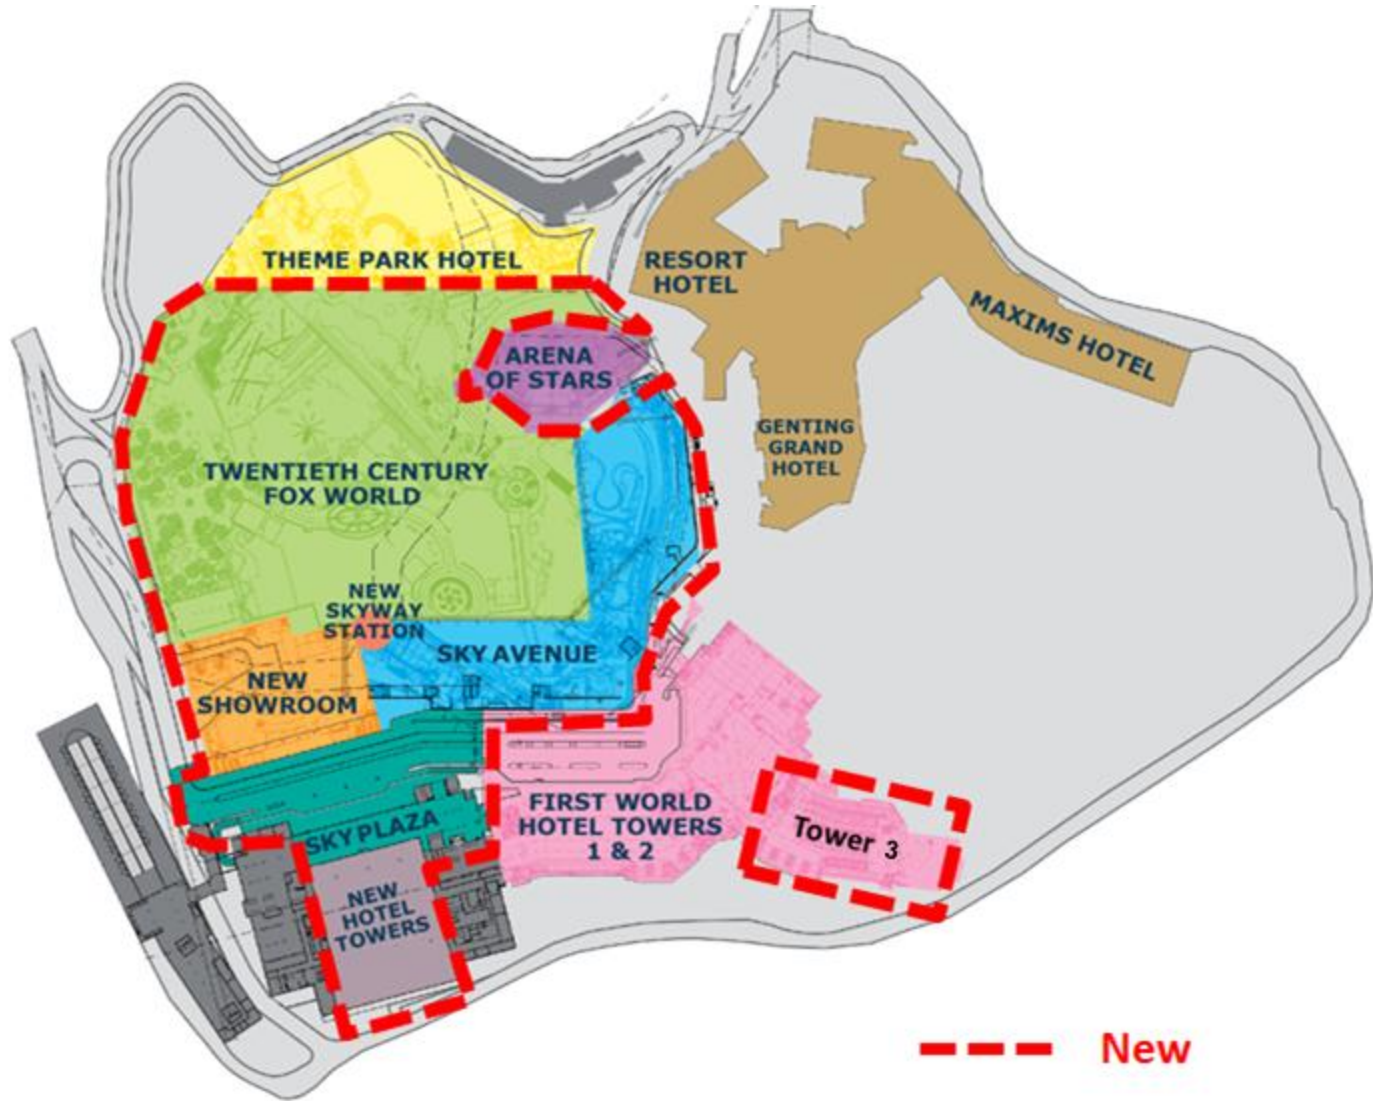 THEME PARK HOTEL
RESORT
HOTEL
MAXIMS HOTEL
ARENA
OF STARS
GENTING
GRAND
HOTEL
TWENTIETH CENTURY
FOX WORLD
NEW
SKYWAY
STATION
SKY AVENUE
NEW
SHOWROOM
SKY PLAZA
FIRST WORLD
HOTEL TOWERS
1 & 2
Tower 3
NEW
HOTEL
TOWERS
New